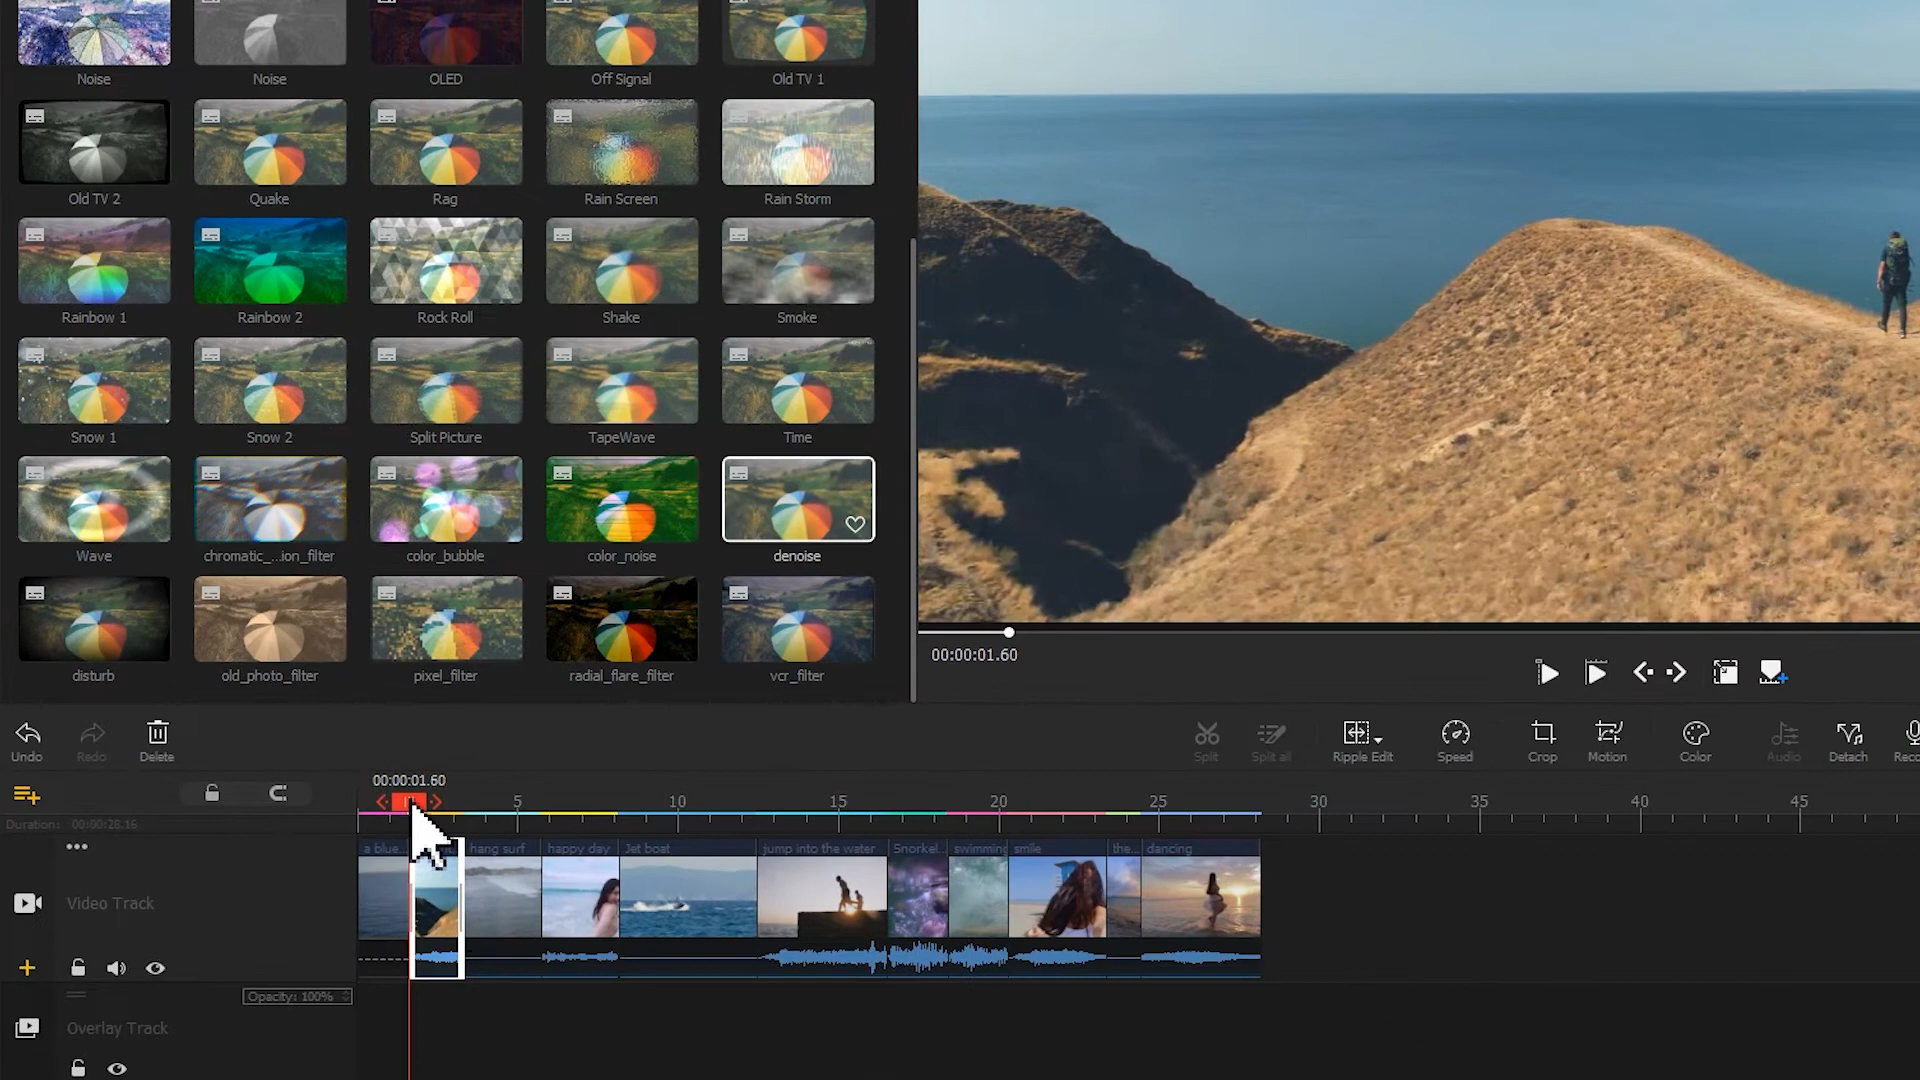 Noise
Noise
OLED
Off Signal
Old TV 1
Old TV 2
Quake
Rag
Rain Screen
Rain Storm
Rainbow 1
Rainbow 2
Rock Roll
Shake
Smoke
Snow 1
Snow 2
Split Picture
TapeWave
Time
Wave
chromatic_...ion_filter
color_bubble
color_noise
denoise
disturb
old_photo_filter
pixel_filter
radial_flare_filter
vcr_filter
00:00:01.60
Undo
Redo
Delete
Split
Split all
Ripple Edit
Speed
Crop
Motion
Color
Audio
Detach
Reco
00:00:01.60
5
10
15
20
25
30
35
40
45
Duration: 00:00:28.16
a blue...
hang surf
happy day
Jet boat
jump into the water
Snorkel..
swimming
smile
the...
dancing
Video Track
Opacity: 100%
Overlay Track